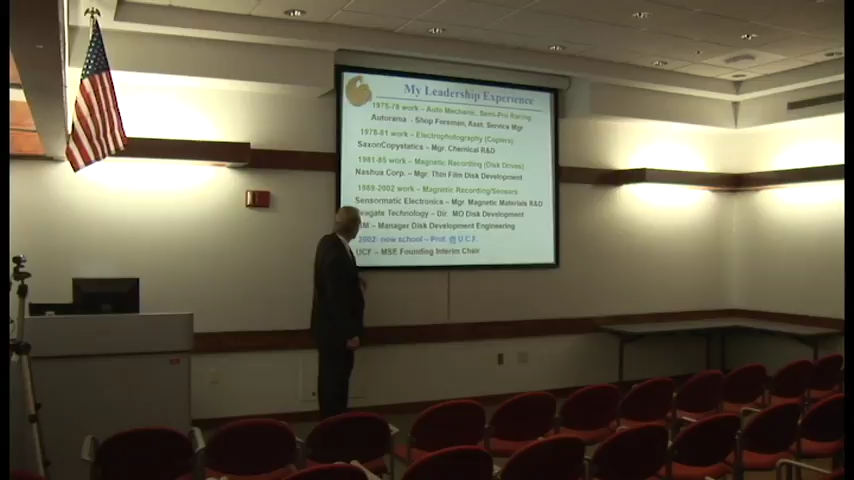 My Leadership Experience
1975-78 work – Auto Mechanic, Semi-Pro Racing
Autorama - Shop Foreman, Asst. Service Mgr
1978-81 work – Electrophotography (Copiers)
SaxonCopystatics – Mgr. Chemical R&D
1981-85 work – Magnetic Recording (Disk Drives)
Nashua Corp. – Mgr. Thin Film Disk Development
work – Magnetic Recording/Sensors
Sensormatic Electronics – Mgr. Magnetic Materials R&D
eagate Technology – Dir. MO Disk Development
M – Manager Disk Development Engineering
2002- now school – Prof. @ U.C.F.
UCF – MSE Founding Interim Chair